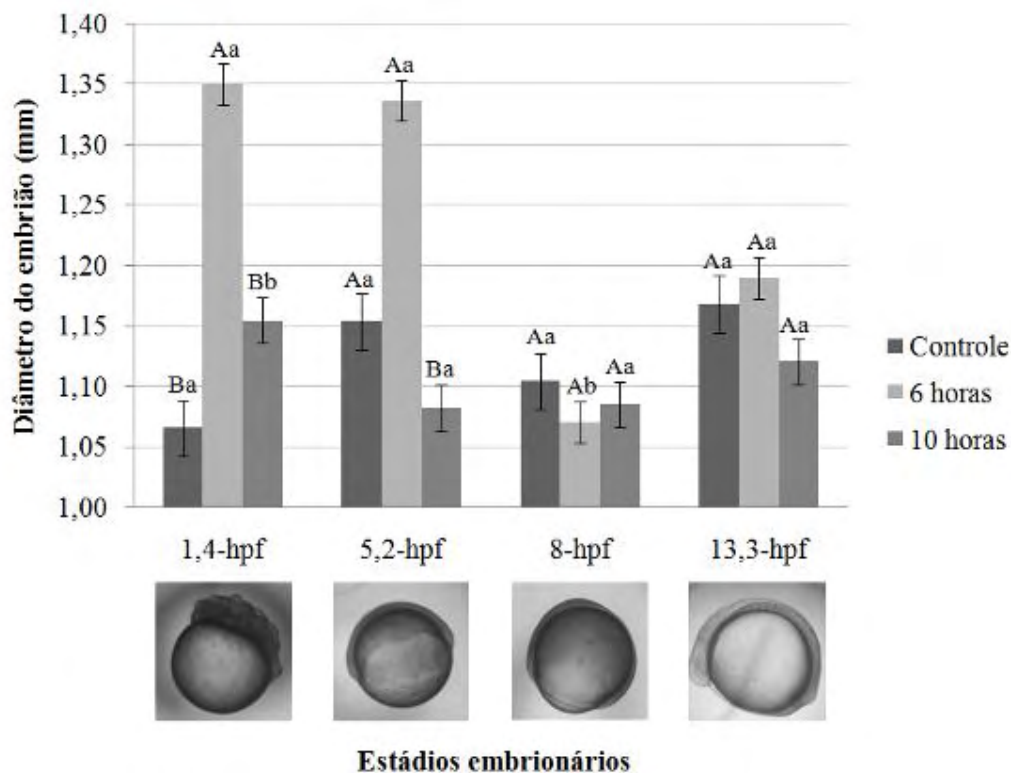 1,40
1,35
1,30
1,25
1,20
1,15
1,10
1,05
1,00
Diâmetro do embrião (mm)
Ba
Aa
Bb
Aa
Aa
Ba
Aa
Ab
Aa
Aa
Aa
Aa
Controle
6 horas
10 horas
1,4-hpf 5,2-hpf 8-hpf 13,3-hpf
Estádios embrionários